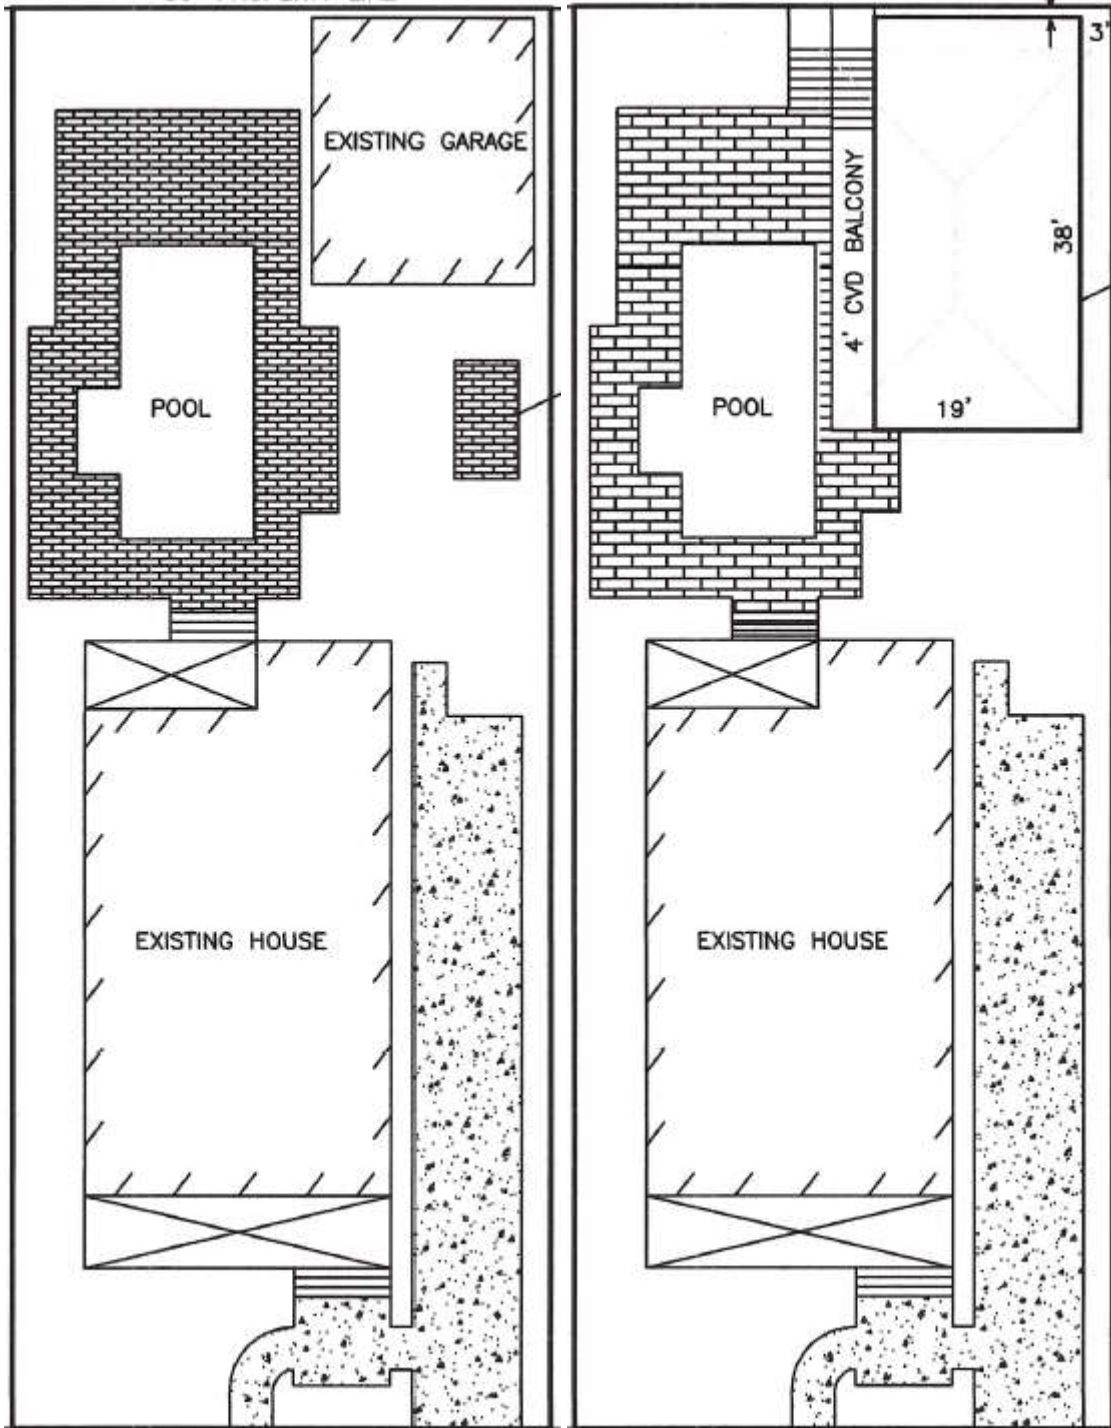 EXISTING GARAGE
POOL
EXISTING HOUSE
3'
4' CVD BALCONY
38'
19'
POOL
EXISTING HOUSE